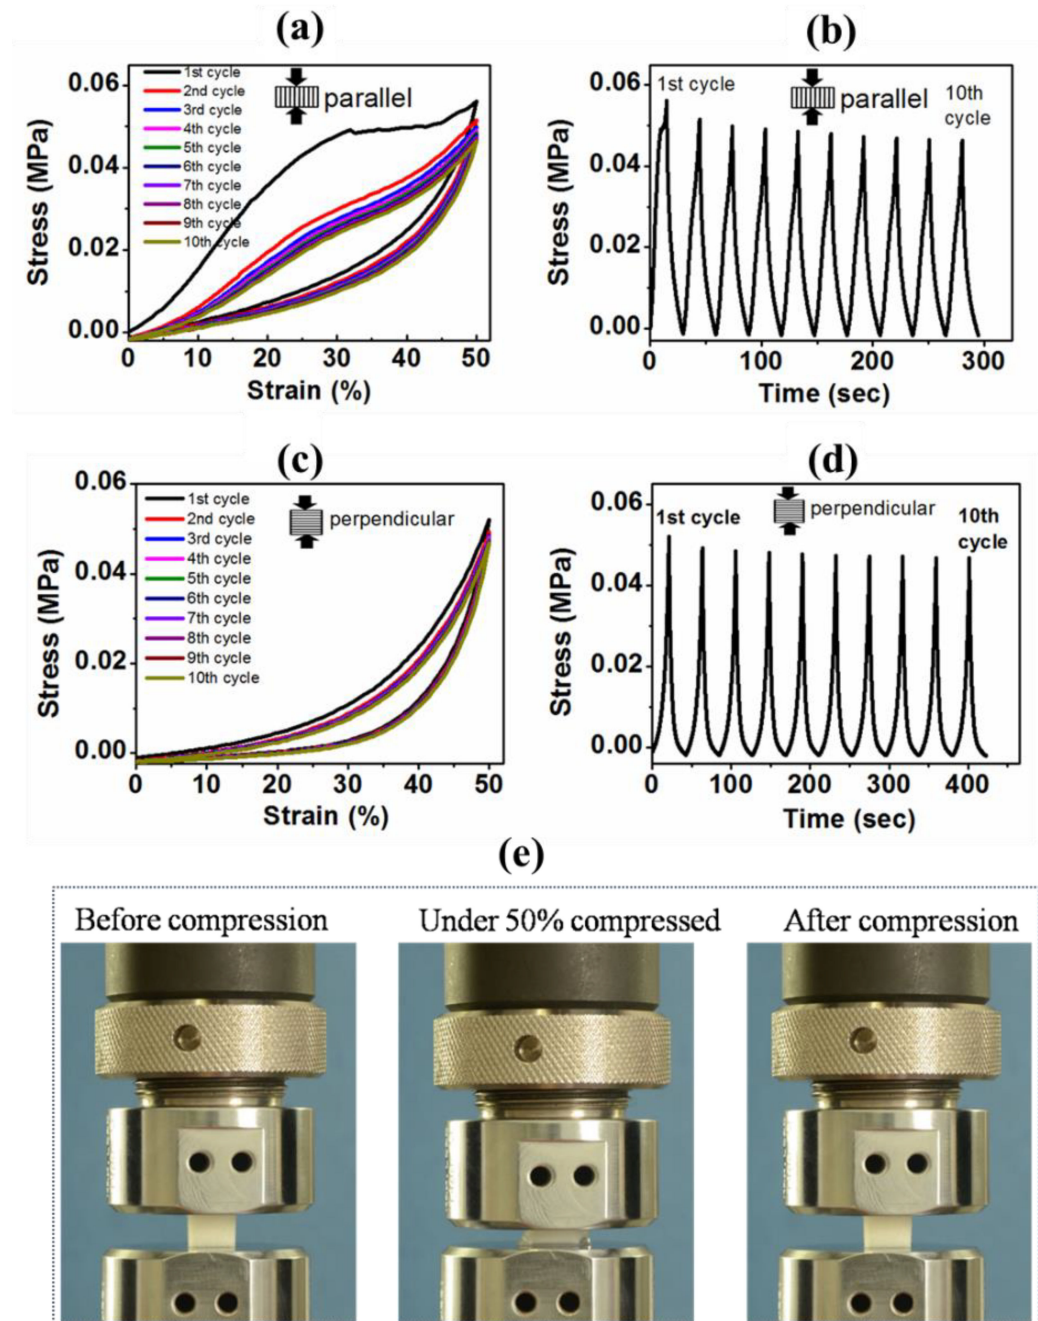 (a)
0.06
0.04
0.02
0.00
Stress (MPa)
1st cycle
2nd cycle
3rd cycle
4th cycle
5th cycle
6th cycle
7th cycle
8th cycle
9th cycle
10th cycle
parallel
0 10 20 30 40 50
Strain (%)
(b)
0.06
0.04
0.02
0.00
Stress (MPa)
1st cycle
parallel
10th
cycle
0 100 200 300
Time (sec)
(c)
0.06
0.04
0.02
0.00
Stress (MPa)
1st cycle
2nd cycle
3rd cycle
4th cycle
5th cycle
6th cycle
7th cycle
8th cycle
9th cycle
10th cycle
perpendicular
0 10 20 30 40 50
Strain (%)
(d)
0.06
0.04
0.02
0.00
Stress (MPa)
1st cycle
perpendicular
10th
cycle
0 100 200 300 400
Time (sec)
(e)
Before compression
Under 50% compressed
After compression